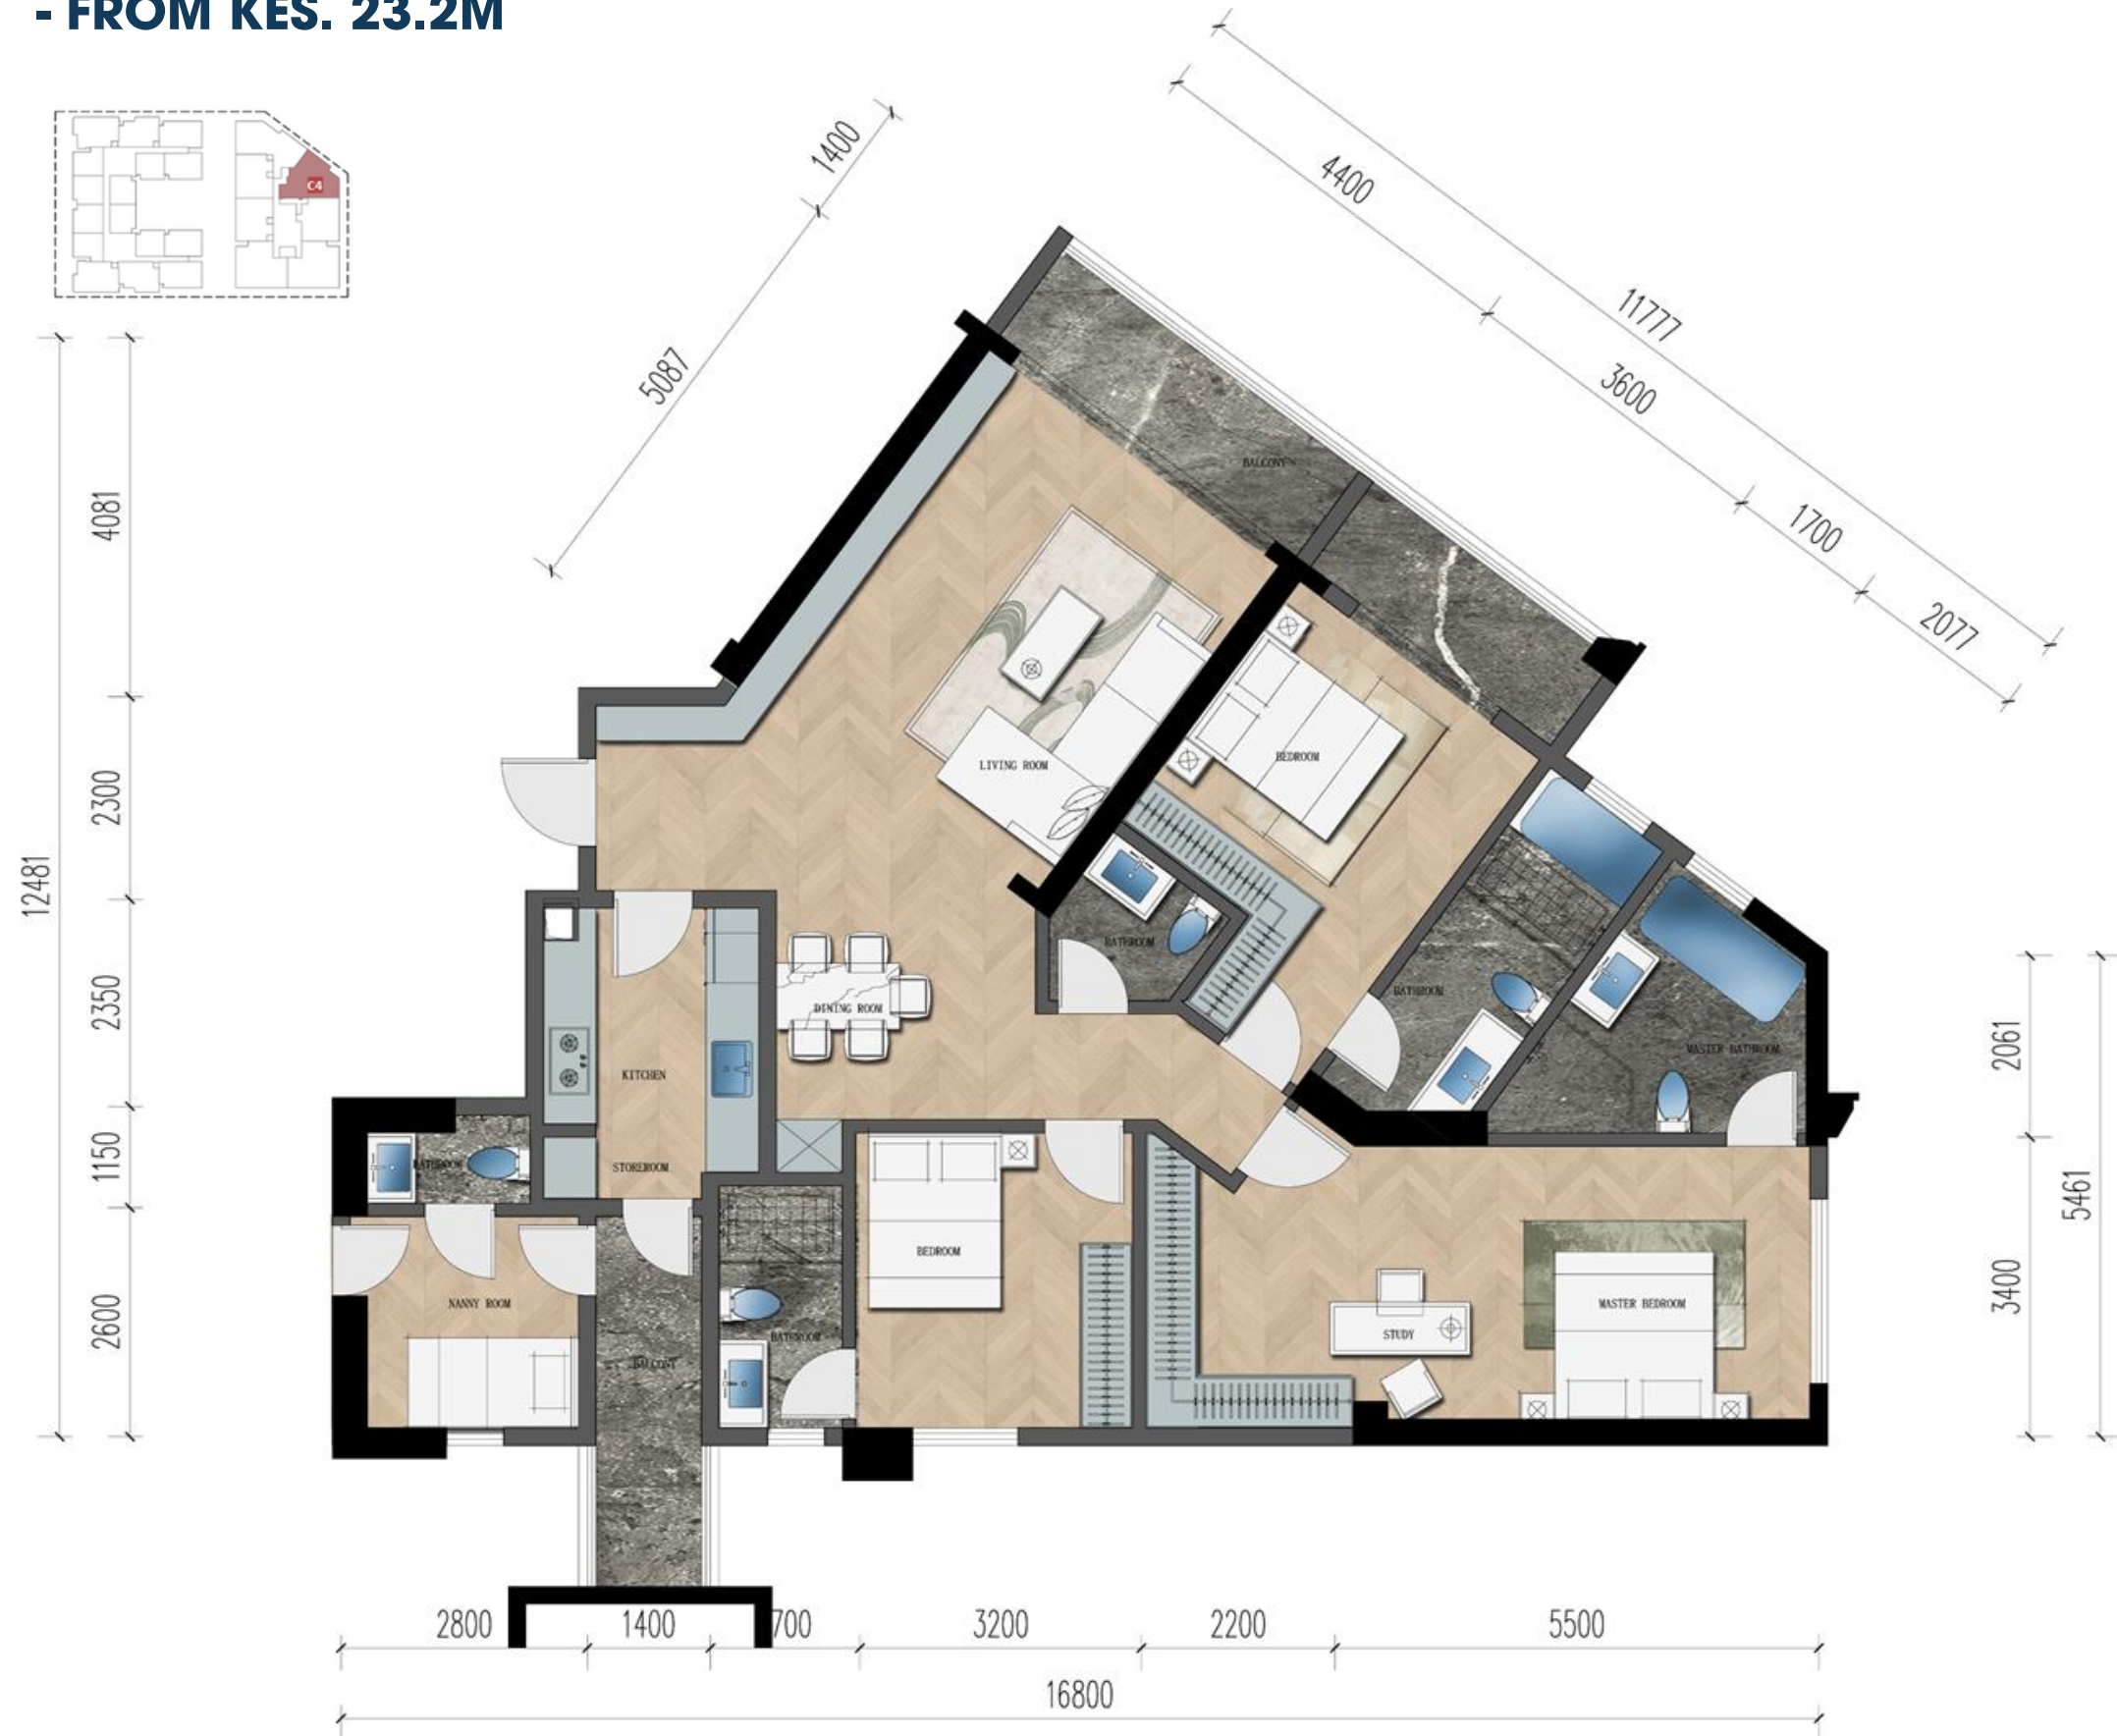 - FROM KES. 23.2M
C4
1400
5087
4400
11777
3600
1700
2077
12481
4081
2300
2350
1150
2600
BALCONY
LIVING ROOM
BEDROOM
BATHROOM
BATHROOM
MASTER BATHROOM
DINING ROOM
KITCHEN
STOREROOM
BATHROOM
NANNY ROOM
BALCONY
BATHROOM
BEDROOM
STUDY
MASTER BEDROOM
2061
3400
5461
2800
1400
700
3200
2200
5500
16800